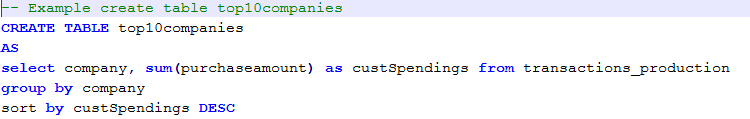 -- Example create table top10companies
CREATE TABLE top10companies
AS
select company, sum(purchaseamount) as custSpendings from transactions_production
group by company
sort by custSpendings DESC